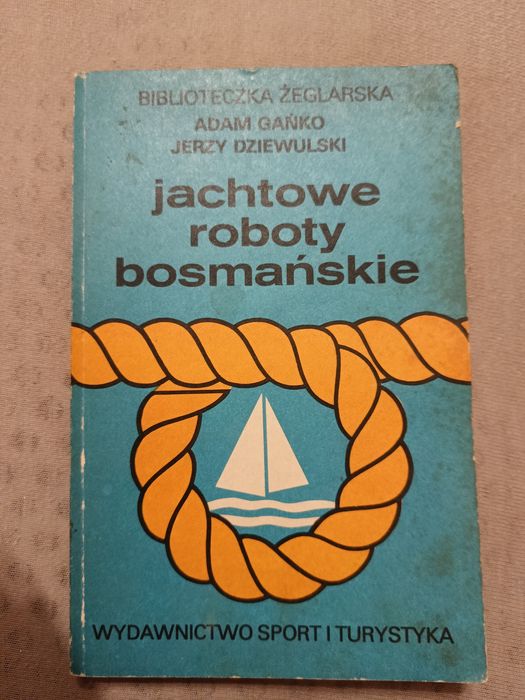 BIBLIOTECZKA ŻEGLARSKA
ADAM GAŃKO
JERZY DZIEWULSKI
jachtowe
roboty
bosmańskie
WYDAWNICTWO SPORT I TURYSTYKA